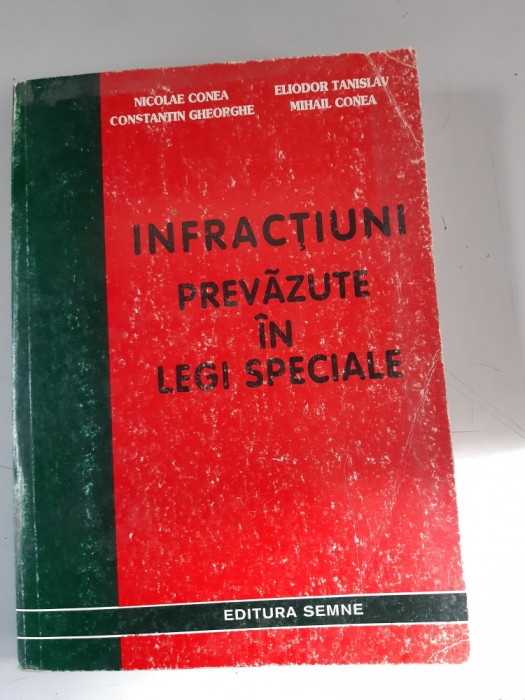 NICOLAE CONEA ELIODOR TANISLAV
CONSTANTIN GHEORGHE MIHAIL CONEA
INFRACȚIUNI
PREVĂZUTE
ÎN
LEGI SPECIALE
EDITURA SEMNE